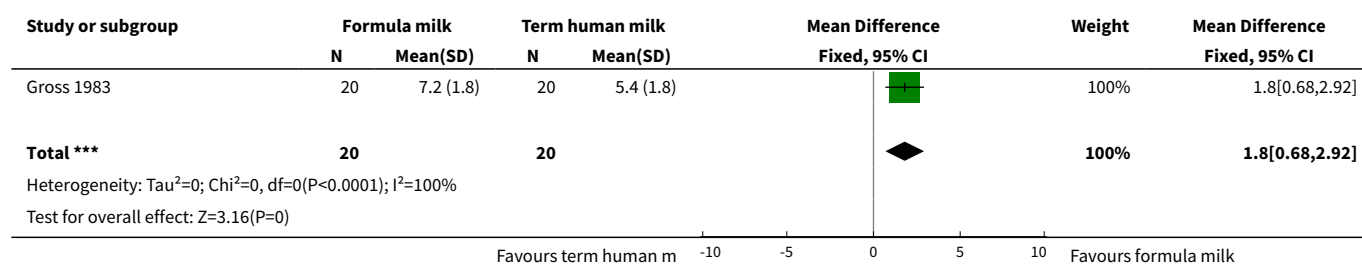 Study or subgroup Formula milk Term human milk Mean Difference Weight Mean Difference
N Mean(SD) N Mean(SD) Fixed, 95% CI Fixed, 95% CI
Gross 1983 20 7.2 (1.8) 20 5.4 (1.8) 100% 1.8[0.68,2.92]
Total *** 20 20 100% 1.8[0.68,2.92]
Heterogeneity: Tau²=0; Chi²=0, df=0(P<0.0001); I²=100%
Test for overall effect: Z=3.16(P=0)
Favours term human m -10 -5 0 5 10 Favours formula milk